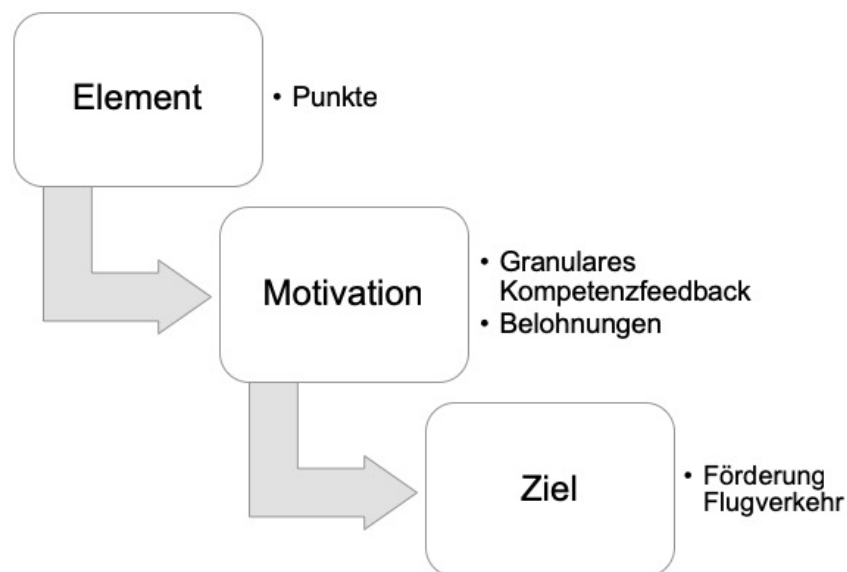 Element
• Punkte
Motivation
• Granulares
Kompetenzfeedback
• Belohnungen
Ziel
• Förderung
Flugverkehr